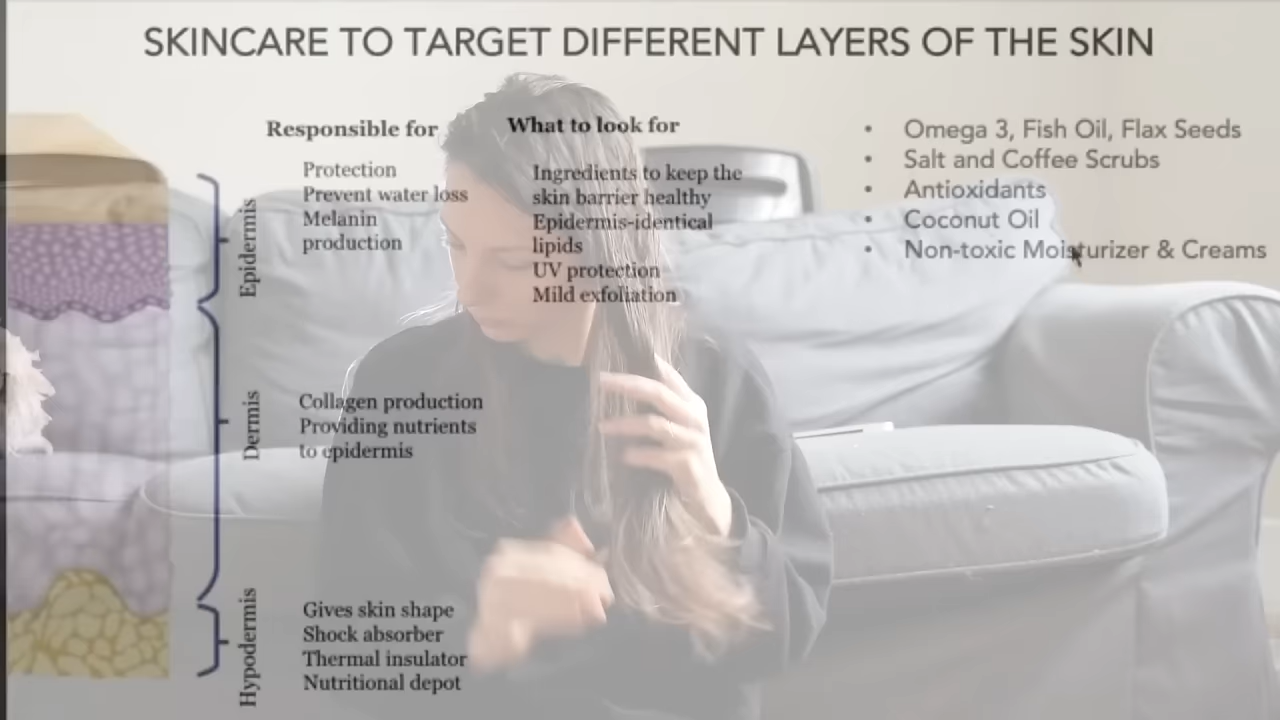 SKINCARE TO TARGET DIFFERENT LAYERS OF THE SKIN
Responsible for
What to look for
Epidermis
Protection
Prevent water loss
Melanin
production
Ingredients to keep the
skin barrier healthy
Epidermis-identical
lipids
UV protection
Mild exfoliation
• Omega 3, Fish Oil, Flax Seeds
• Salt and Coffee Scrubs
• Antioxidants
• Coconut Oil
• Non-toxic Moisturizer & Creams
Dermis
Collagen production
Providing nutrients
to epidermis
Hypodermis
Gives skin shape
Shock absorber
Thermal insulator
Nutritional depot